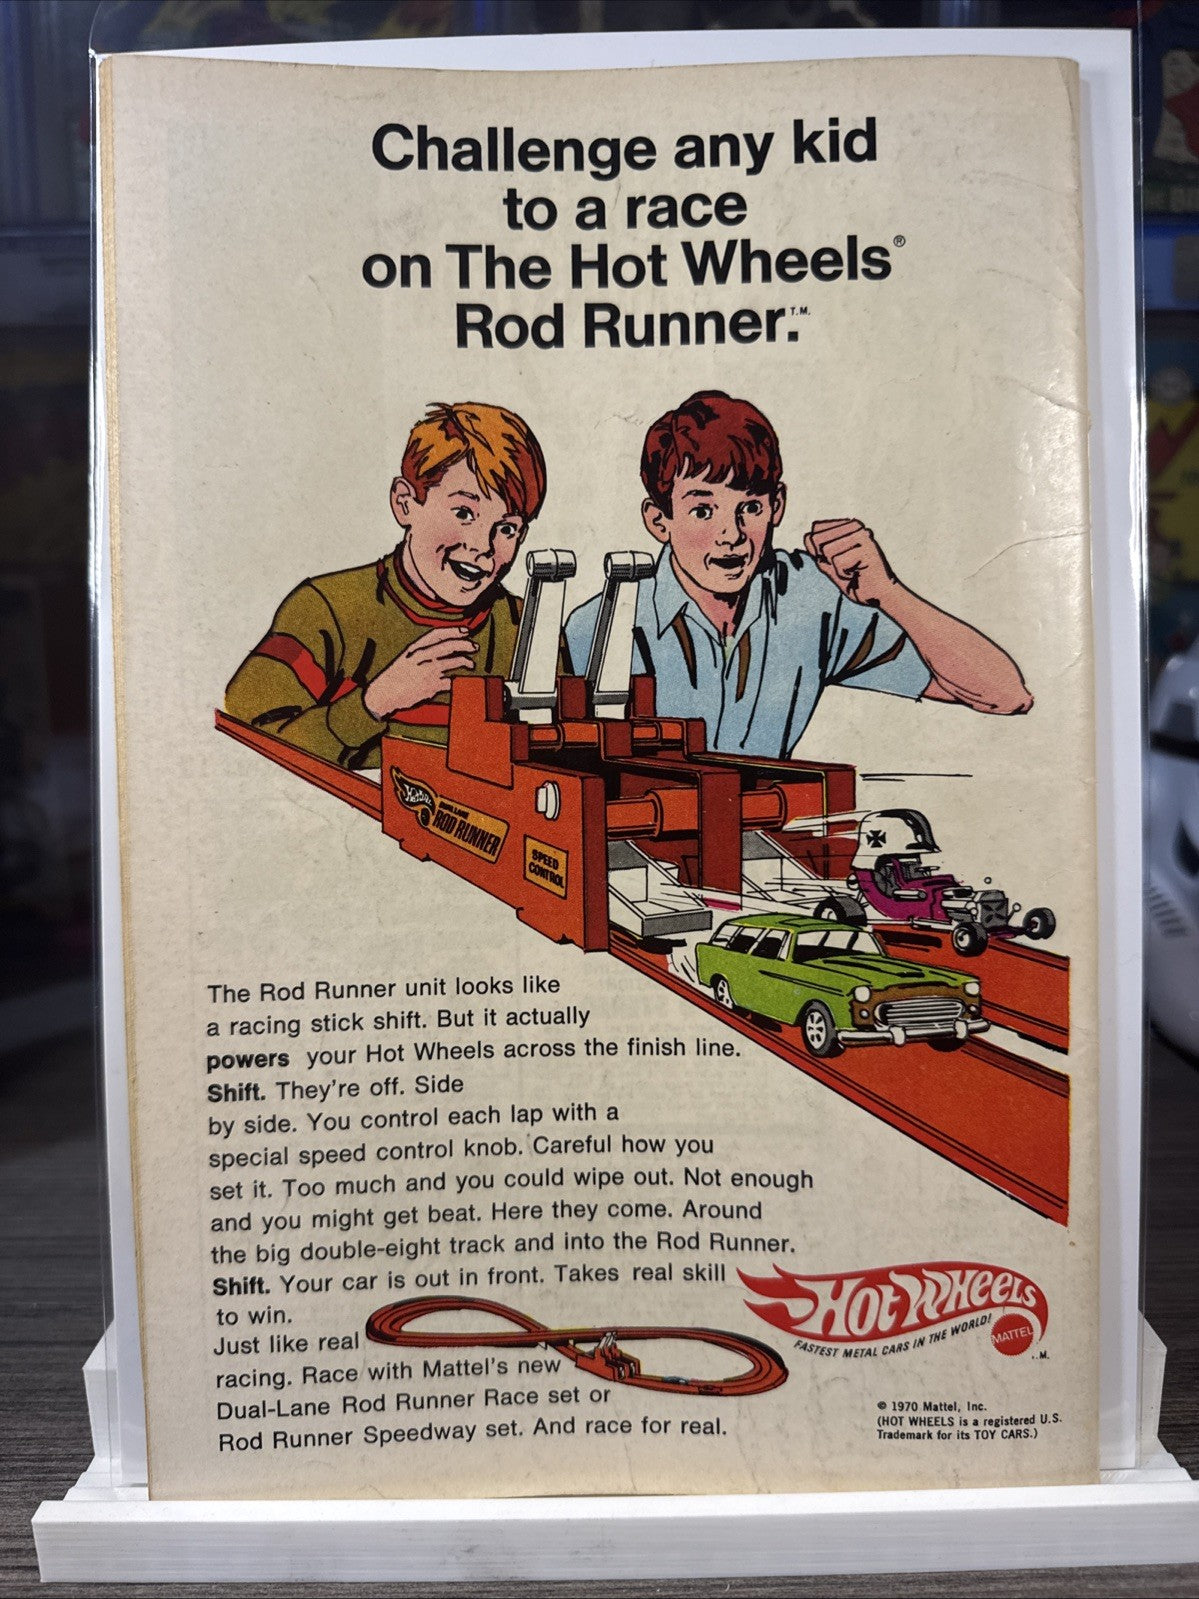 Challenge any kid
to a race
on The Hot Wheels®
Rod Runner.T.M.
Hot Wheels
ROD RUNNER
SPEED
CONTROL
The Rod Runner unit looks like
a racing stick shift. But it actually
powers your Hot Wheels across the finish line.
Shift. They're off. Side
by side. You control each lap with a
special speed control knob. Careful how you
set it. Too much and you could wipe out. Not enough
and you might get beat. Here they come. Around
the big double-eight track and into the Rod Runner.
Shift. Your car is out in front. Takes real skill
to win.
Just like real
racing. Race with Mattel's new
Dual-Lane Rod Runner Race set or
Rod Runner Speedway set. And race for real.
HOT WHEELS
FASTEST METAL CARS IN THE WORLD!
MATTEL
© 1970 Mattel, Inc.
(HOT WHEELS is a registered U.S.
Trademark for its TOY CARS.)